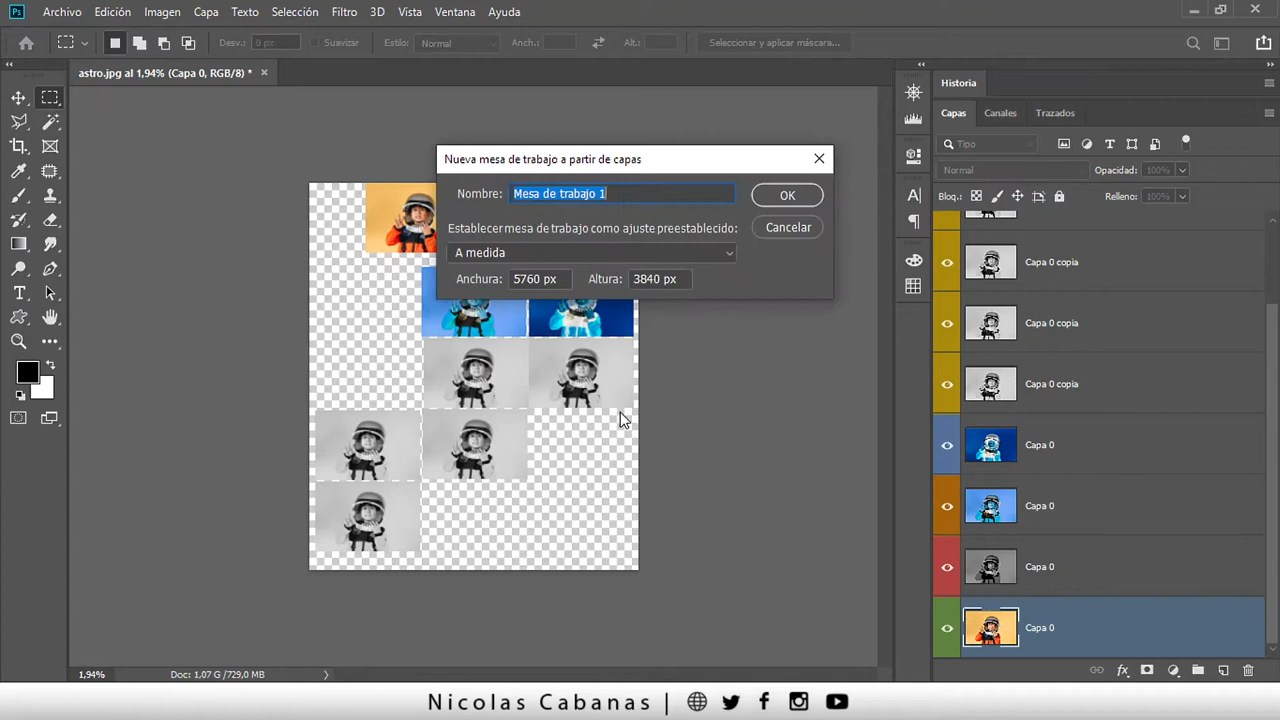 Ps Archivo Edición Imagen Capa Texto Selección Filtro 3D Vista Ventana Ayuda
Desv.: 0 px Suavizar Estilo: Normal Anch.: Alt.: Seleccionar y aplicar máscara...
astro.jpg al 1,94% (Capa 0, RGB/8) *
Historia
Capas Canales Trazados
Tipo
Normal Opacidad: 100%
Bloq.: Relleno: 100%
Nueva mesa de trabajo a partir de capas
Nombre: Mesa de trabajo 1 OK
Establecer mesa de trabajo como ajuste preestablecido: Cancelar
A medida
Anchura: 5760 px Altura: 3840 px
Capa 0 copia
Capa 0 copia
Capa 0 copia
Capa 0
Capa 0
Capa 0
Capa 0
1,94% Doc: 1,07 G/729,0 MB
Nicolas Cabanas |